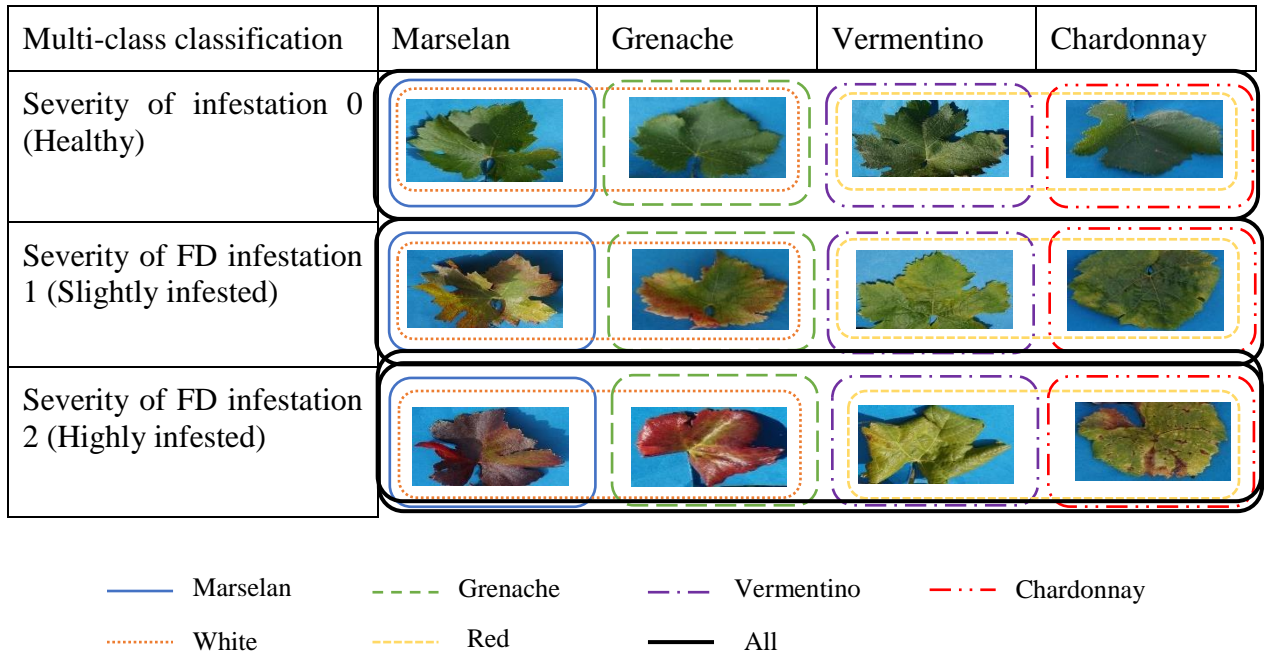 Multi-class classification
Marselan
Grenache
Vermentino
Chardonnay
Severity of infestation 0
(Healthy)
Severity of FD infestation
1 (Slightly infested)
Severity of FD infestation
2 (Highly infested)
Marselan
Grenache
Vermentino
Chardonnay
White
Red
All